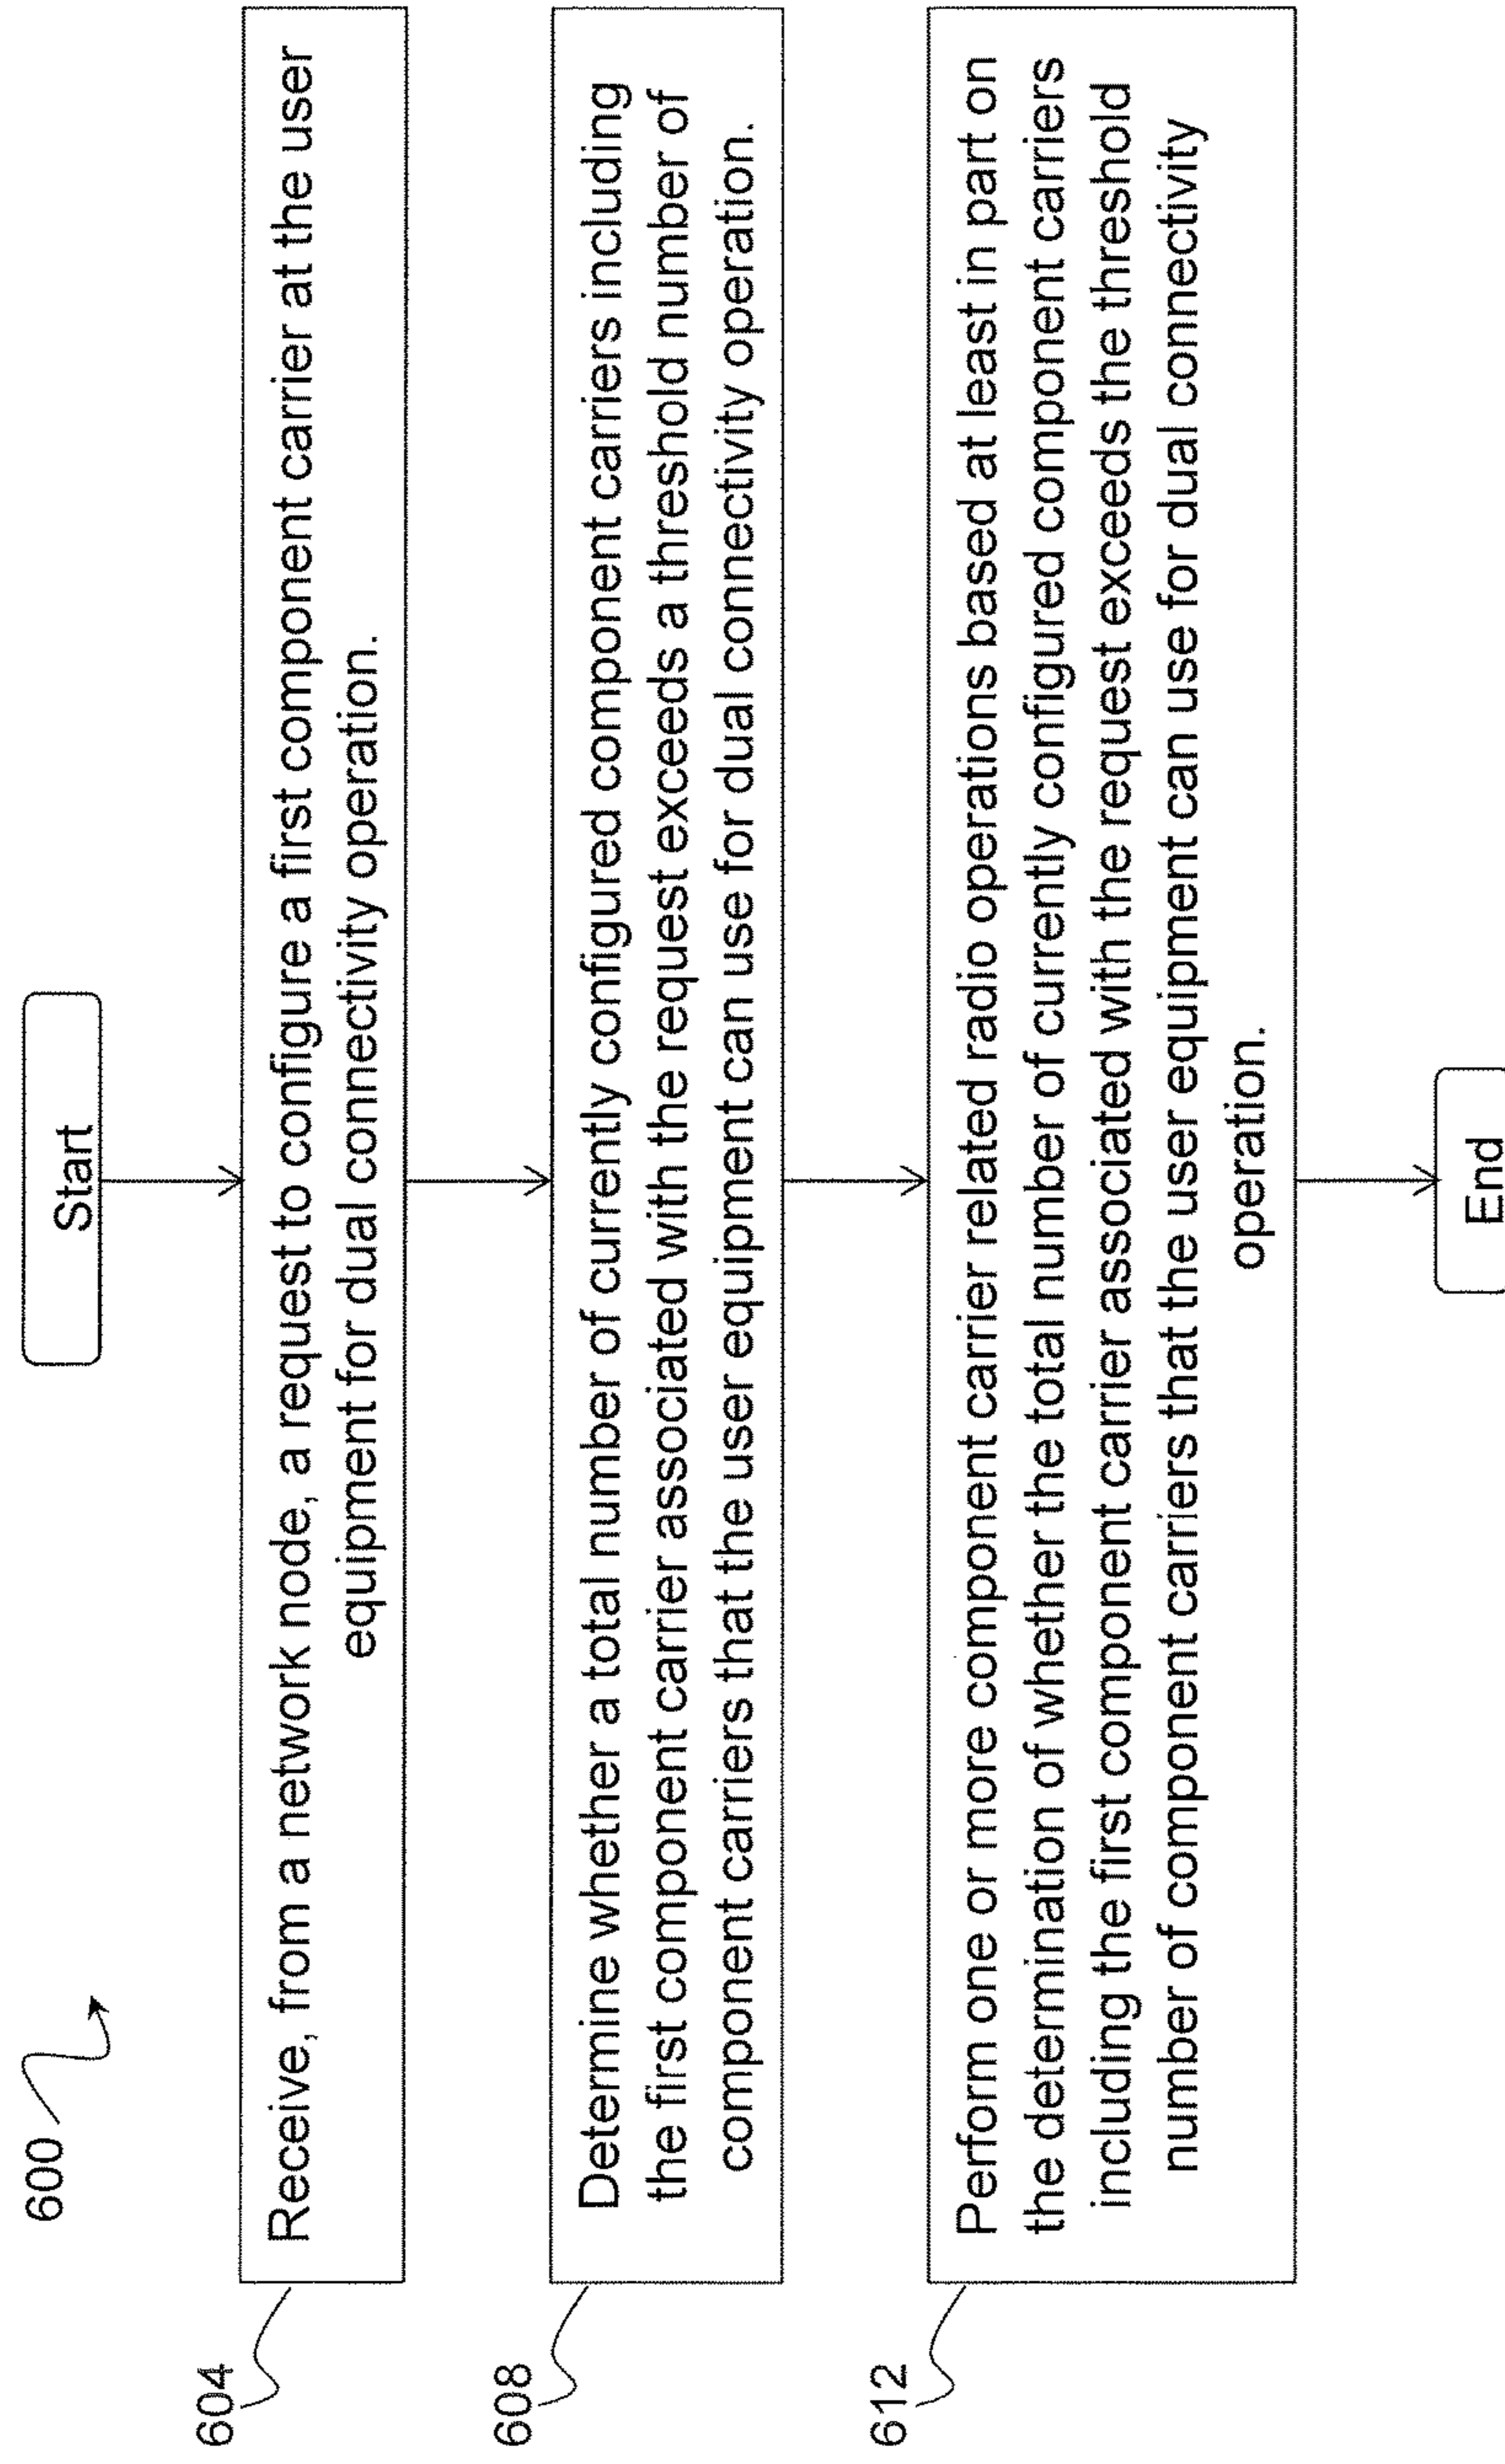 600
Start
604
Receive, from a network node, a request to configure a first component carrier at the user
equipment for dual connectivity operation.
608
Determine whether a total number of currently configured component carriers including
the first component carrier associated with the request exceeds a threshold number of
component carriers that the user equipment can use for dual connectivity operation.
612
Perform one or more component carrier related radio operations based at least in part on
the determination of whether the total number of currently configured component carriers
including the first component carrier associated with the request exceeds the threshold
number of component carriers that the user equipment can use for dual connectivity
operation.
End